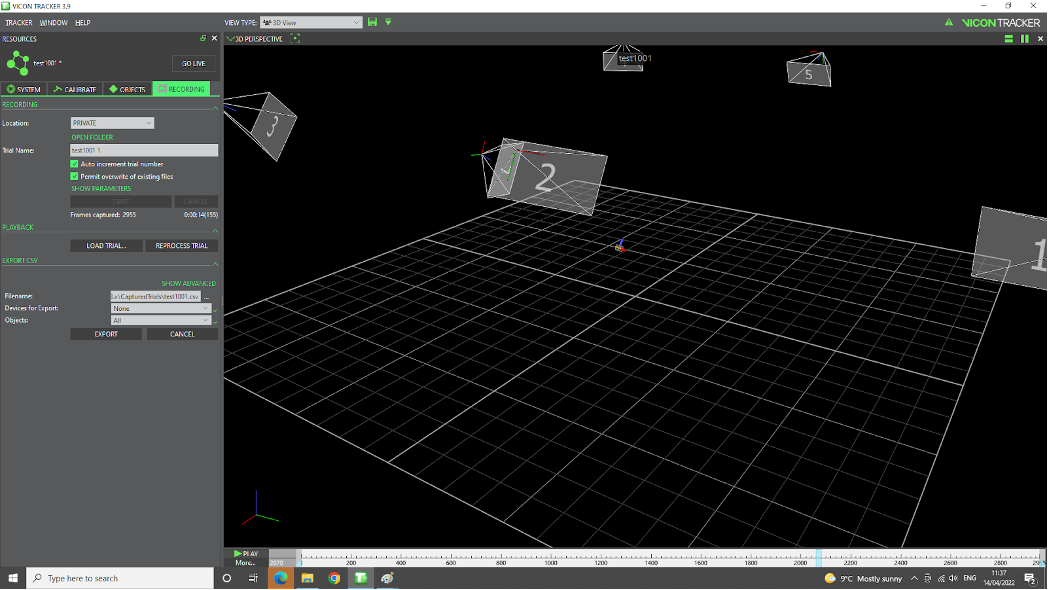 VICON TRACKER 3.9
TRACKER WINDOW HELP
VIEW TYPE: 3D View
VICON TRACKER
RESOURCES
3D PERSPECTIVE
test1001 *
GO LIVE
SYSTEM CALIBRATE OBJECTS RECORDING
RECORDING
Location: PRIVATE
OPEN FOLDER
Trial Name: test1001 1
Auto increment trial number
Permit overwrite of existing files
SHOW PARAMETERS
START CANCEL
Frames captured: 2955 0:00:14(155)
PLAYBACK
LOAD TRIAL... REPROCESS TRIAL
EXPORT CSV
SHOW ADVANCED
Filename: .x\CapturedTrials\test1001.csv ...
Devices for Export: None
Objects: All
EXPORT CANCEL
test1001
5
3
2
1
PLAY
More...
2070
200 400 600 800 1000 1200 1400 1600 1800 2000 2200 2400 2600 2800
Type here to search
9°C Mostly sunny
ENG
11:37
14/04/2022
2